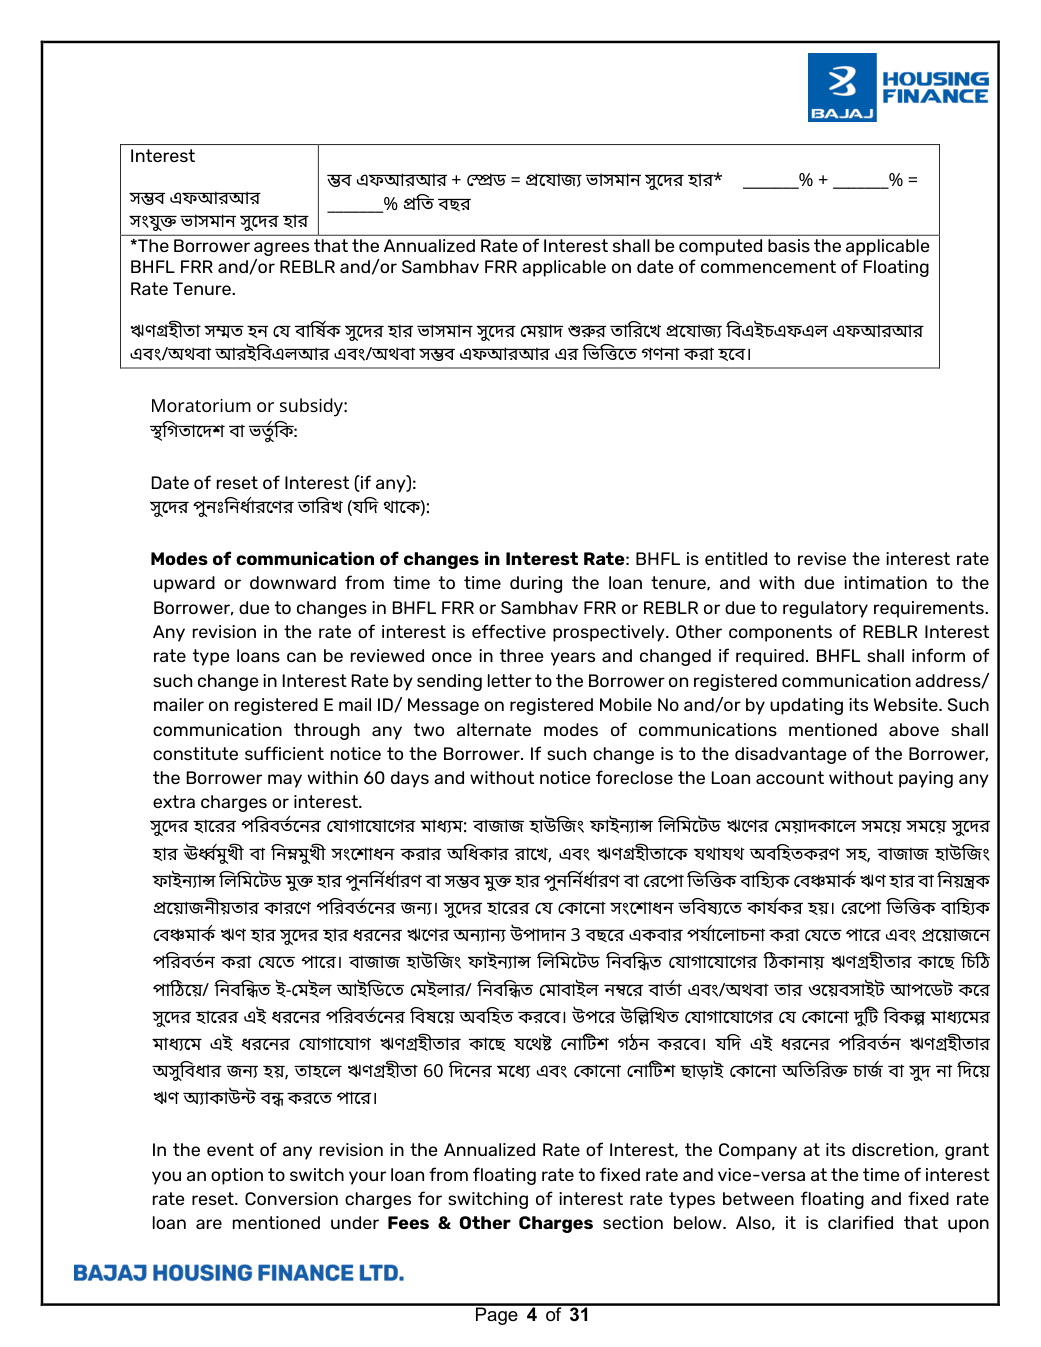 BAJAJ
HOUSING
FINANCE
Interest
সম্ভব এফআরআর
সংযুক্ত ভাসমান সুদের হার
ম্ভব এফআরআর + স্প্রেড = প্রযোজ্য ভাসমান সুদের হার* ______% + ______% =
______% প্রতি বছর
*The Borrower agrees that the Annualized Rate of Interest shall be computed basis the applicable
BHFL FRR and/or REBLR and/or Sambhav FRR applicable on date of commencement of Floating
Rate Tenure.
ঋণগ্রহীতা সম্মত হন যে বার্ষিক সুদের হার ভাসমান সুদের মেয়াদ শুরুর তারিখে প্রযোজ্য বিএইচএফএল এফআরআর
এবং/অথবা আরইবিএলআর এবং/অথবা সম্ভব এফআরআর এর ভিত্তিতে গণনা করা হবে।
Moratorium or subsidy:
স্থগিতাদেশ বা ভর্তুকি:
Date of reset of Interest (if any):
সুদের পুনঃনির্ধারণের তারিখ (যদি থাকে):
Modes of communication of changes in Interest Rate: BHFL is entitled to revise the interest rate
upward or downward from time to time during the loan tenure, and with due intimation to the
Borrower, due to changes in BHFL FRR or Sambhav FRR or REBLR or due to regulatory requirements.
Any revision in the rate of interest is effective prospectively. Other components of REBLR Interest
rate type loans can be reviewed once in three years and changed if required. BHFL shall inform of
such change in Interest Rate by sending letter to the Borrower on registered communication address/
mailer on registered E mail ID/ Message on registered Mobile No and/or by updating its Website. Such
communication through any two alternate modes of communications mentioned above shall
constitute sufficient notice to the Borrower. If such change is to the disadvantage of the Borrower,
the Borrower may within 60 days and without notice foreclose the Loan account without paying any
extra charges or interest.
সুদের হারের পরিবর্তনের যোগাযোগের মাধ্যম: বাজাজ হাউজিং ফাইন্যান্স লিমিটেড ঋণের মেয়াদকালে সময়ে সময়ে সুদের
হার ঊর্ধ্বমুখী বা নিম্নমুখী সংশোধন করার অধিকার রাখে, এবং ঋণগ্রহীতাকে যথাযথ অবহিতকরণ সহ, বাজাজ হাউজিং
ফাইন্যান্স লিমিটেড মুক্ত হার পুনর্নির্ধারণ বা সম্ভব মুক্ত হার পুনর্নির্ধারণ বা রেপো ভিত্তিক বাহ্যিক বেঞ্চমার্ক ঋণ হার বা নিয়ন্ত্রক
প্রয়োজনীয়তার কারণে পরিবর্তনের জন্য। সুদের হারের যে কোনো সংশোধন ভবিষ্যতে কার্যকর হয়। রেপো ভিত্তিক বাহ্যিক
বেঞ্চমার্ক ঋণ হার সুদের হার ধরনের ঋণের অন্যান্য উপাদান 3 বছরে একবার পর্যালোচনা করা যেতে পারে এবং প্রয়োজনে
পরিবর্তন করা যেতে পারে। বাজাজ হাউজিং ফাইন্যান্স লিমিটেড নিবন্ধিত যোগাযোগের ঠিকানায় ঋণগ্রহীতার কাছে চিঠি
পাঠিয়ে/ নিবন্ধিত ই-মেইল আইডিতে মেইলার/ নিবন্ধিত মোবাইল নম্বরে বার্তা এবং/অথবা তার ওয়েবসাইট আপডেট করে
সুদের হারের এই ধরনের পরিবর্তনের বিষয়ে অবহিত করবে। উপরে উল্লিখিত যোগাযোগের যে কোনো দুটি বিকল্প মাধ্যমের
মাধ্যমে এই ধরনের যোগাযোগ ঋণগ্রহীতার কাছে যথেষ্ট নোটিশ গঠন করবে। যদি এই ধরনের পরিবর্তন ঋণগ্রহীতার
অসুবিধার জন্য হয়, তাহলে ঋণগ্রহীতা 60 দিনের মধ্যে এবং কোনো নোটিশ ছাড়াই কোনো অতিরিক্ত চার্জ বা সুদ না দিয়ে
ঋণ অ্যাকাউন্ট বন্ধ করতে পারে।
In the event of any revision in the Annualized Rate of Interest, the Company at its discretion, grant
you an option to switch your loan from floating rate to fixed rate and vice-versa at the time of interest
rate reset. Conversion charges for switching of interest rate types between floating and fixed rate
loan are mentioned under Fees & Other Charges section below. Also, it is clarified that upon
BAJAJ HOUSING FINANCE LTD.
Page 4 of 31